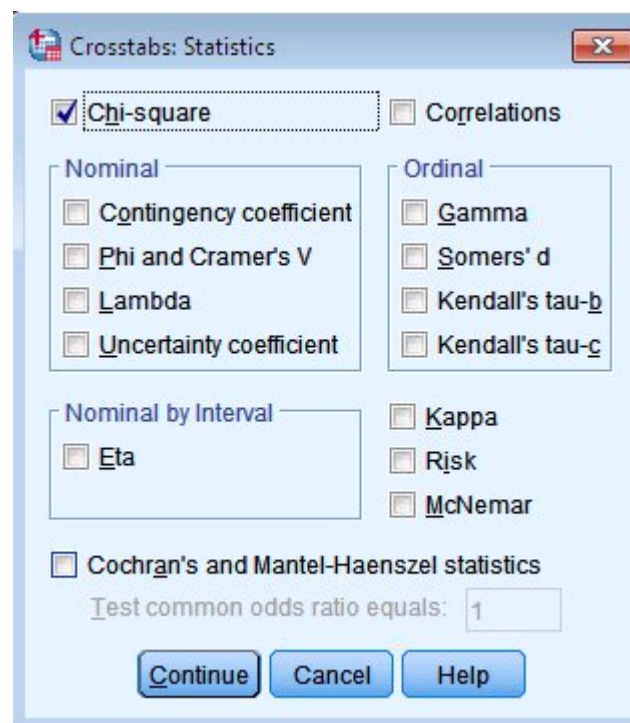 Crosstabs: Statistics
Chi-square
Correlations
Nominal
Contingency coefficient
Phi and Cramer's V
Lambda
Uncertainty coefficient
Ordinal
Gamma
Somers' d
Kendall's tau-b
Kendall's tau-c
Nominal by Interval
Eta
Kappa
Risk
McNemar
Cochran's and Mantel-Haenszel statistics
Test common odds ratio equals: 1
Continue Cancel Help